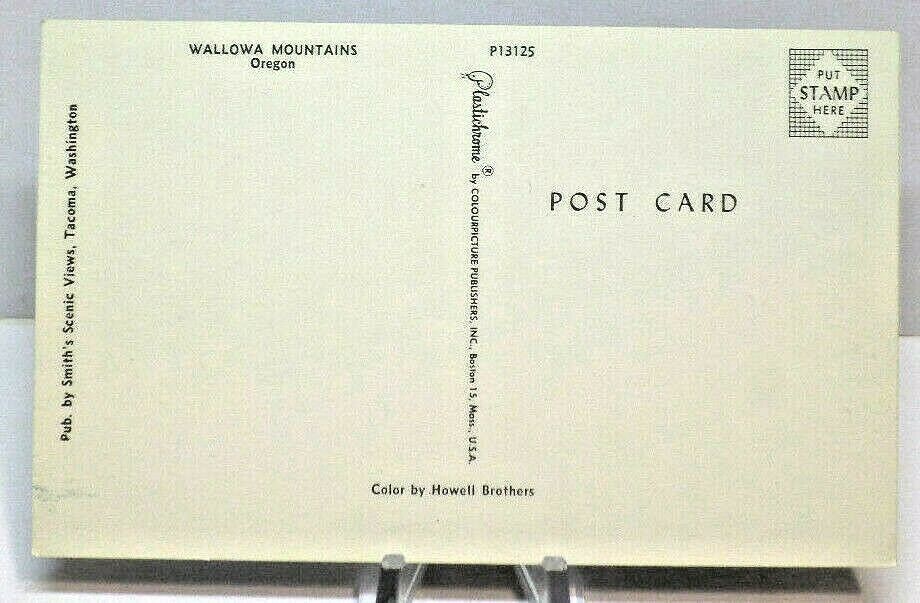 WALLOWA MOUNTAINS
Oregon
P13125
PUT
STAMP
HERE
POST CARD
Pub. by Smith's Scenic Views, Tacoma, Washington
Plastichrome ® by COLOURPICTURE PUBLISHERS, INC., Boston 15, Mass., U.S.A.
Color by Howell Brothers